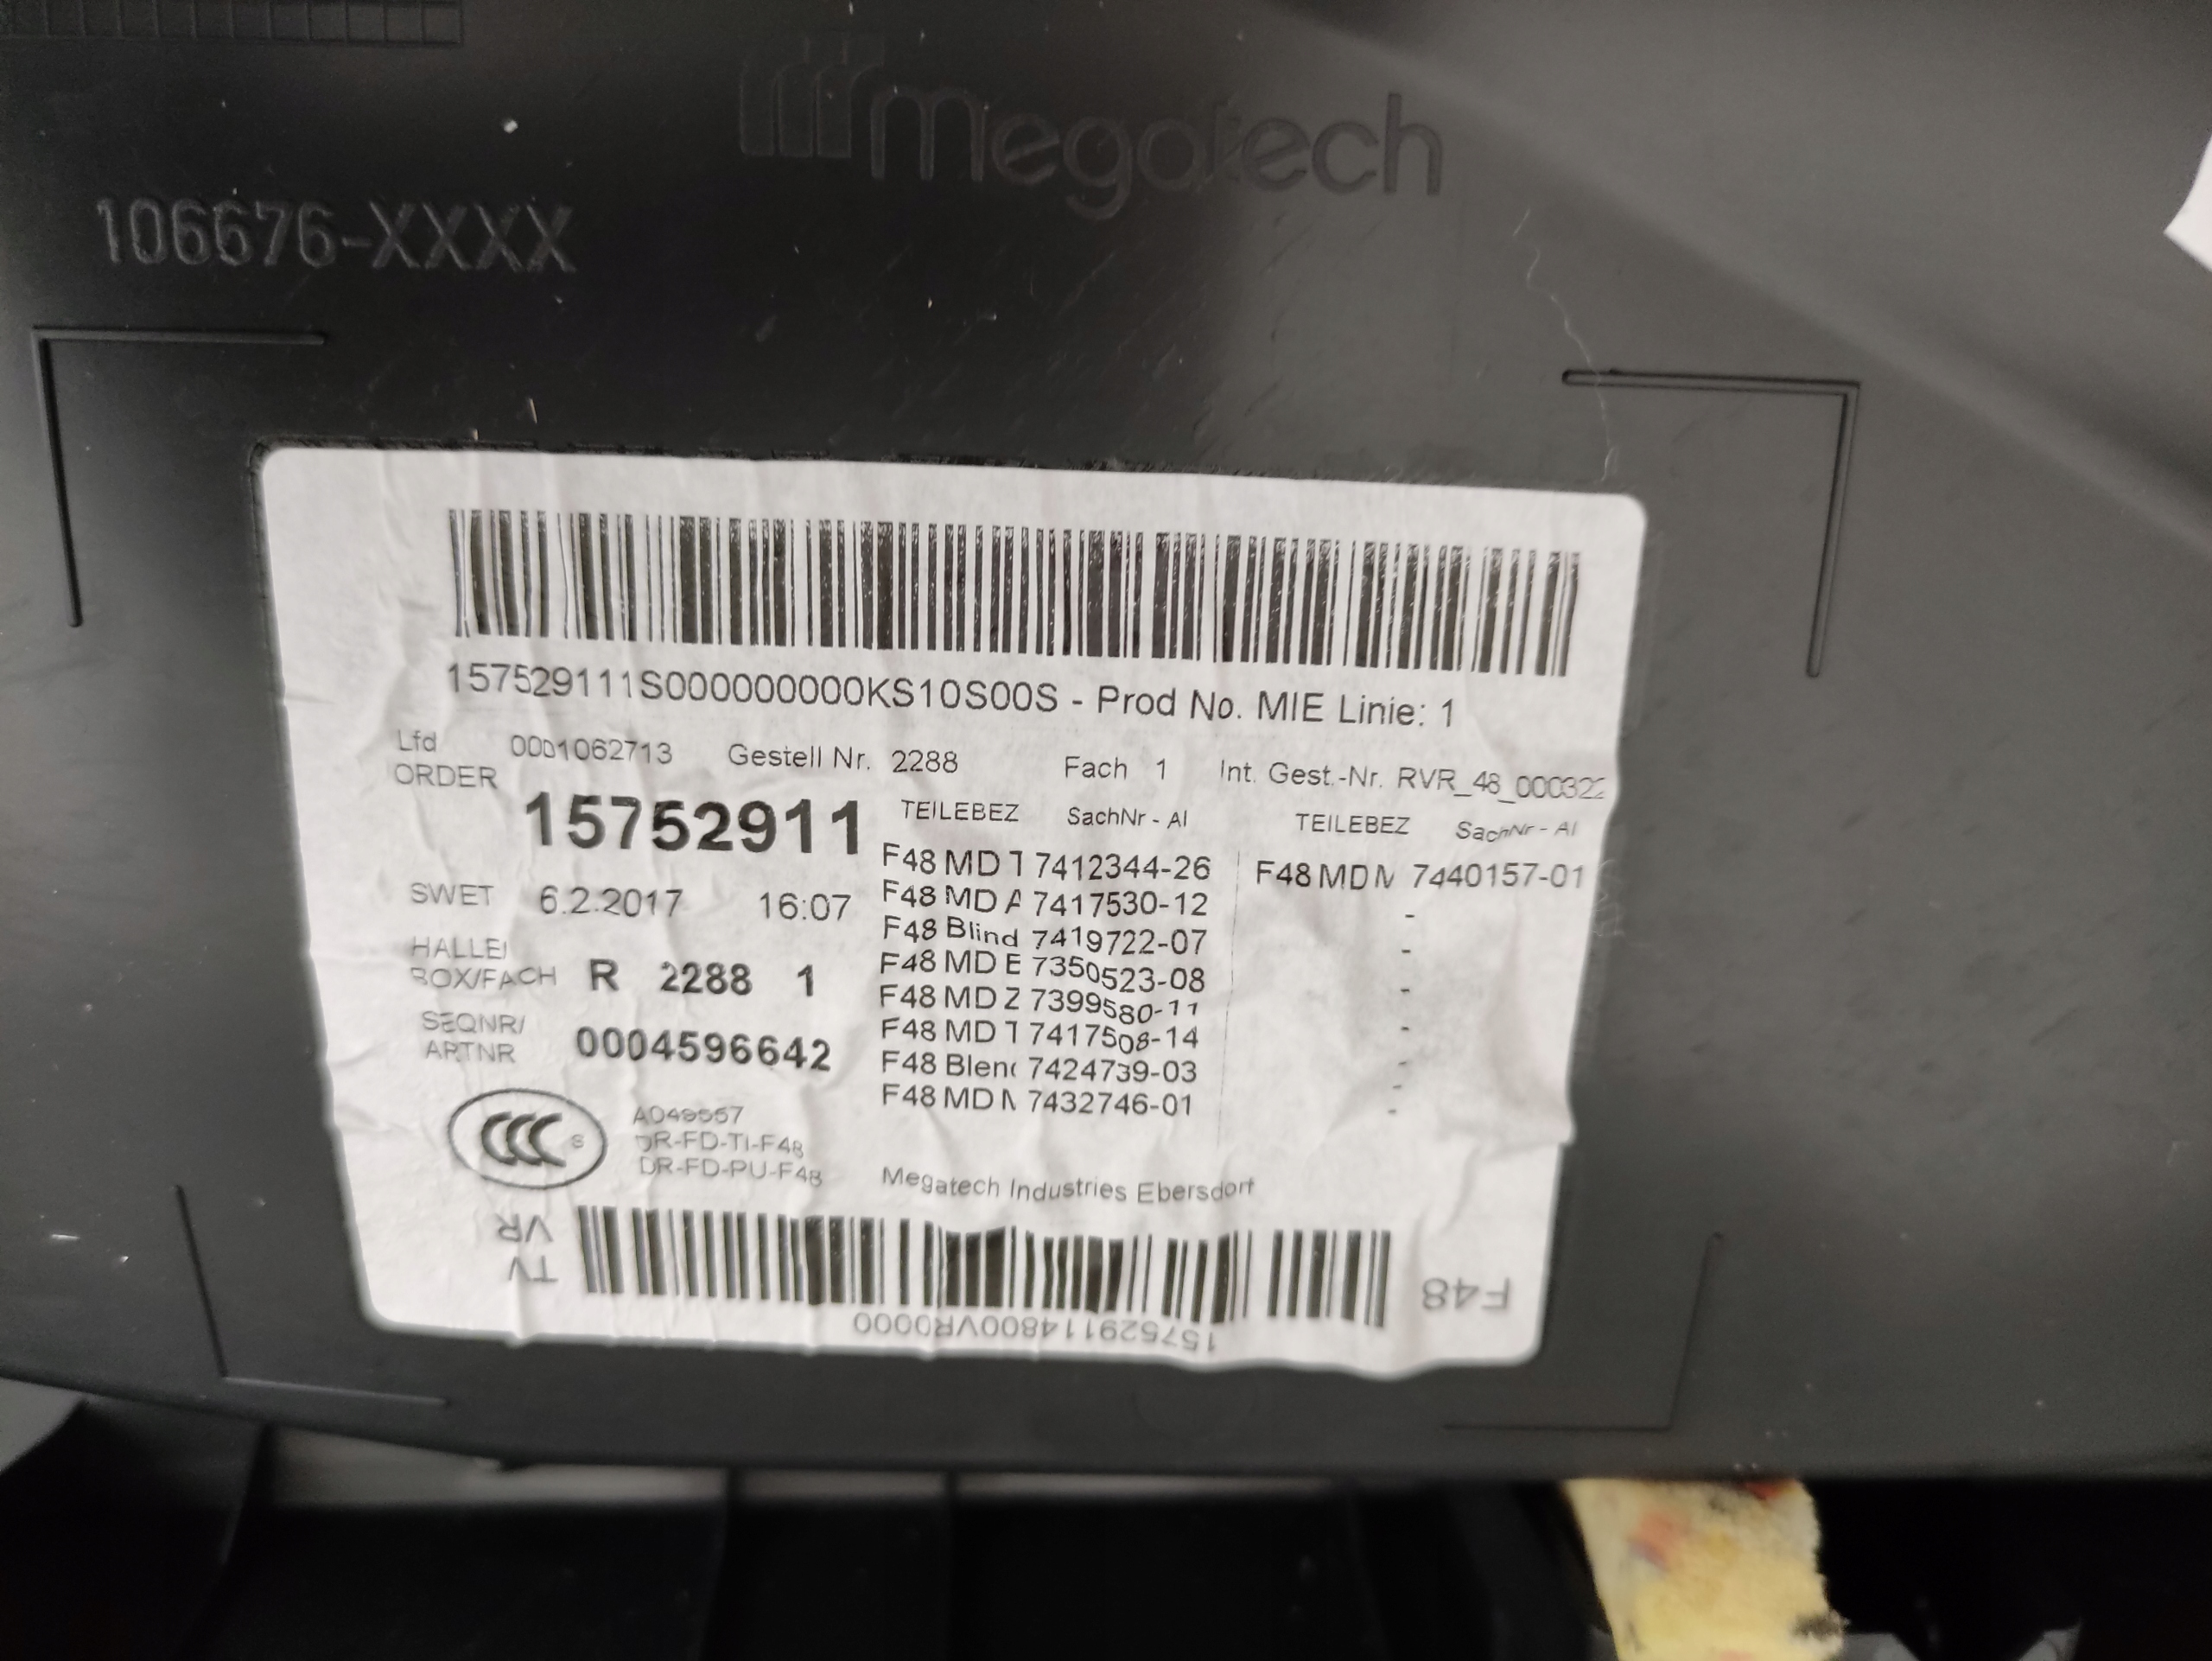 megatech
106676-XXXX
157529111S000000000KS10S00S - Prod No. MIE Linie: 1
Lfd 0001062713 Gestell Nr. 2288 Fach 1 Int. Gest.-Nr. RVR_48_000322
ORDER 15752911
TEILEBEZ SachNr - AI TEILEBEZ SachNr - AI
F48 MD T 7412344-26 F48 MD M 7440157-01
F48 MD A 7417530-12 -
F48 Blind 7419722-07 -
F48 MD E 7350523-08 -
F48 MD Z 7399580-11 -
F48 MD T 7417508-14 -
F48 Blen 7424739-03 -
F48 MD M 7432746-01 -
SWET 6.2.2017 16:07
HALLE/
BOX/FACH R 2288 1
SEQNR/
ARTNR 0004596642
CCC S
DR-FD-TI-F48
DR-FD-PU-F48
Megatech Industries Ebersdorf
TV
VR
F48
157529114800VR0000